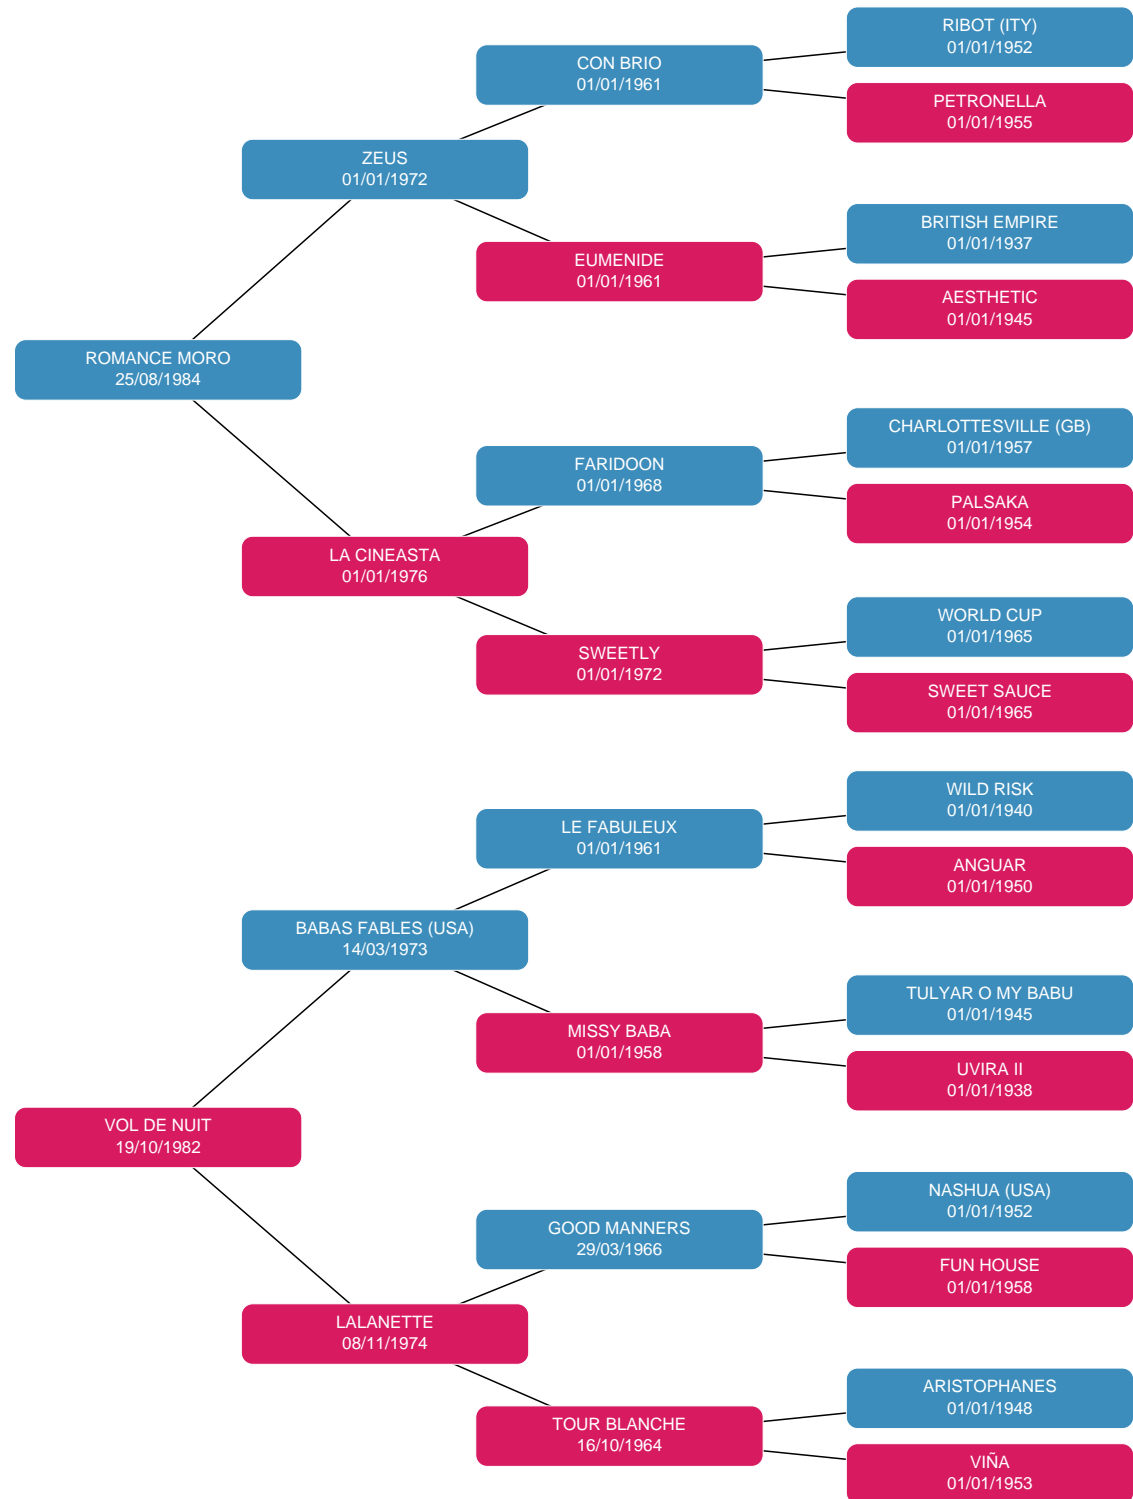 RIBOT (ITY)
01/01/1952
CON BRIO
01/01/1961
PETRONELLA
01/01/1955
ZEUS
01/01/1972
BRITISH EMPIRE
01/01/1937
EUMENIDE
01/01/1961
AESTHETIC
01/01/1945
ROMANCE MORO
25/08/1984
CHARLOTTESVILLE (GB)
01/01/1957
FARIDOON
01/01/1968
PALSAKA
01/01/1954
LA CINEASTA
01/01/1976
WORLD CUP
01/01/1965
SWEETLY
01/01/1972
SWEET SAUCE
01/01/1965
WILD RISK
01/01/1940
LE FABULEUX
01/01/1961
ANGUAR
01/01/1950
BABAS FABLES (USA)
14/03/1973
TULYAR O MY BABU
01/01/1945
MISSY BABA
01/01/1958
UVIRA II
01/01/1938
VOL DE NUIT
19/10/1982
NASHUA (USA)
01/01/1952
GOOD MANNERS
29/03/1966
FUN HOUSE
01/01/1958
LALANETTE
08/11/1974
ARISTOPHANES
01/01/1948
TOUR BLANCHE
16/10/1964
VIÑA
01/01/1953